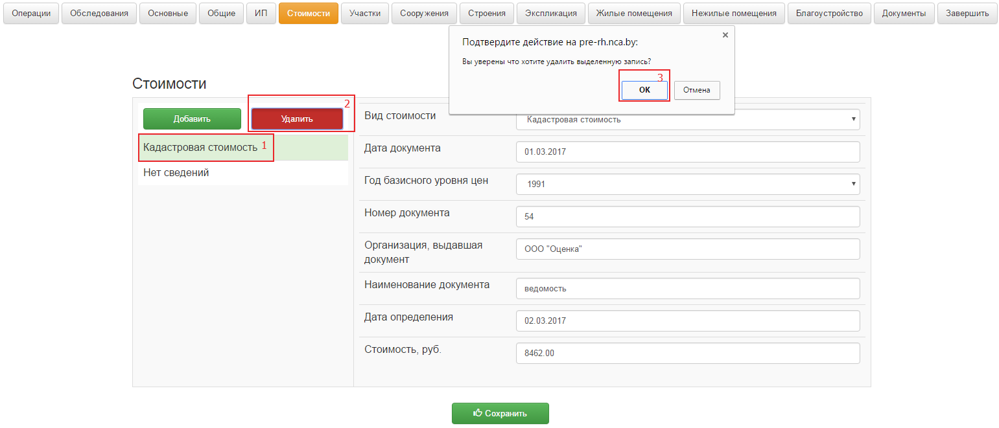 Операции Обследования Основные Общие ИП Стоимости Участки Сооружения Строения Экспликация Жилые помещения Нежилые помещения Благоустройство Документы Завершить
Подтвердите действие на pre-rh.nca.by:
Вы уверены что хотите удалить выделенную запись?
3
ОК Отмена
Стоимости
2
Добавить Удалить
Кадастровая стоимость 1
Нет сведений
Вид стоимости Кадастровая стоимость
Дата документа 01.03.2017
Год базисного уровня цен 1991
Номер документа 54
Организация, выдавшая
документ
ООО "Оценка"
Наименование документа ведомость
Дата определения 02.03.2017
Стоимость, руб. 8462.00
Сохранить